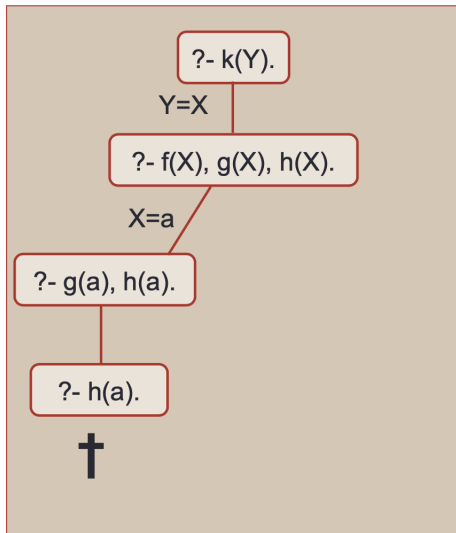 ?- k(Y).
Y=X
?- f(X), g(X), h(X).
X=a
?- g(a), h(a).
?- h(a).
†